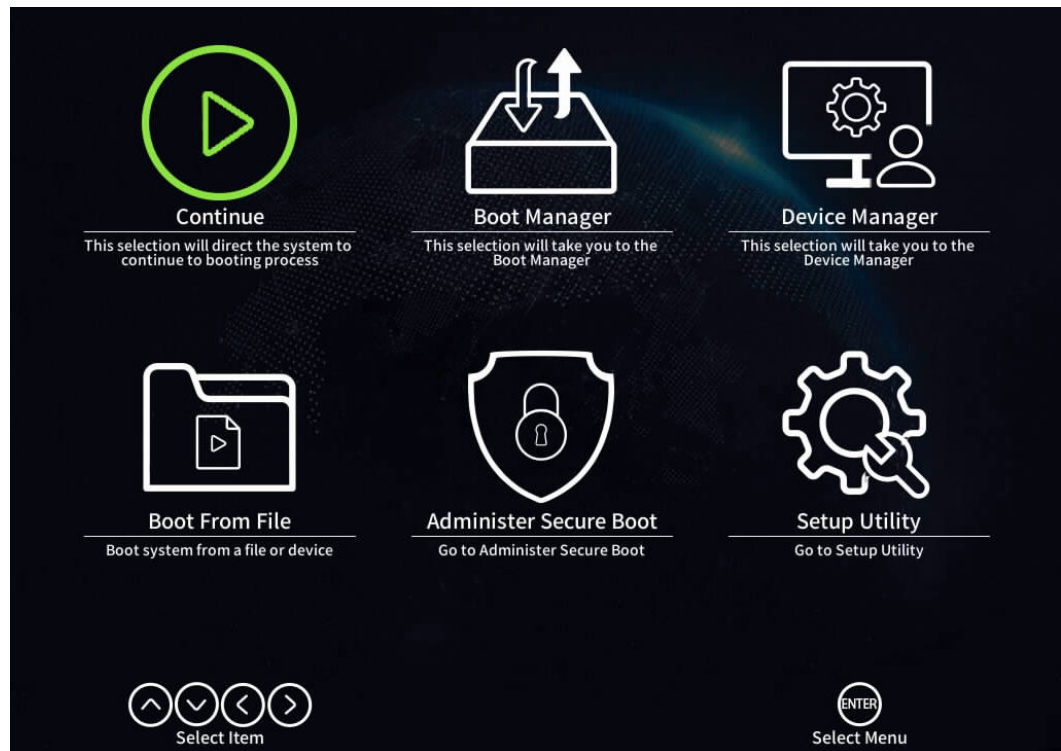 Continue
This selection will direct the system to
continue to booting process
Boot Manager
This selection will take you to the
Boot Manager
Device Manager
This selection will take you to the
Device Manager
Boot From File
Boot system from a file or device
Administer Secure Boot
Go to Administer Secure Boot
Setup Utility
Go to Setup Utility
Select Item
ENTER
Select Menu